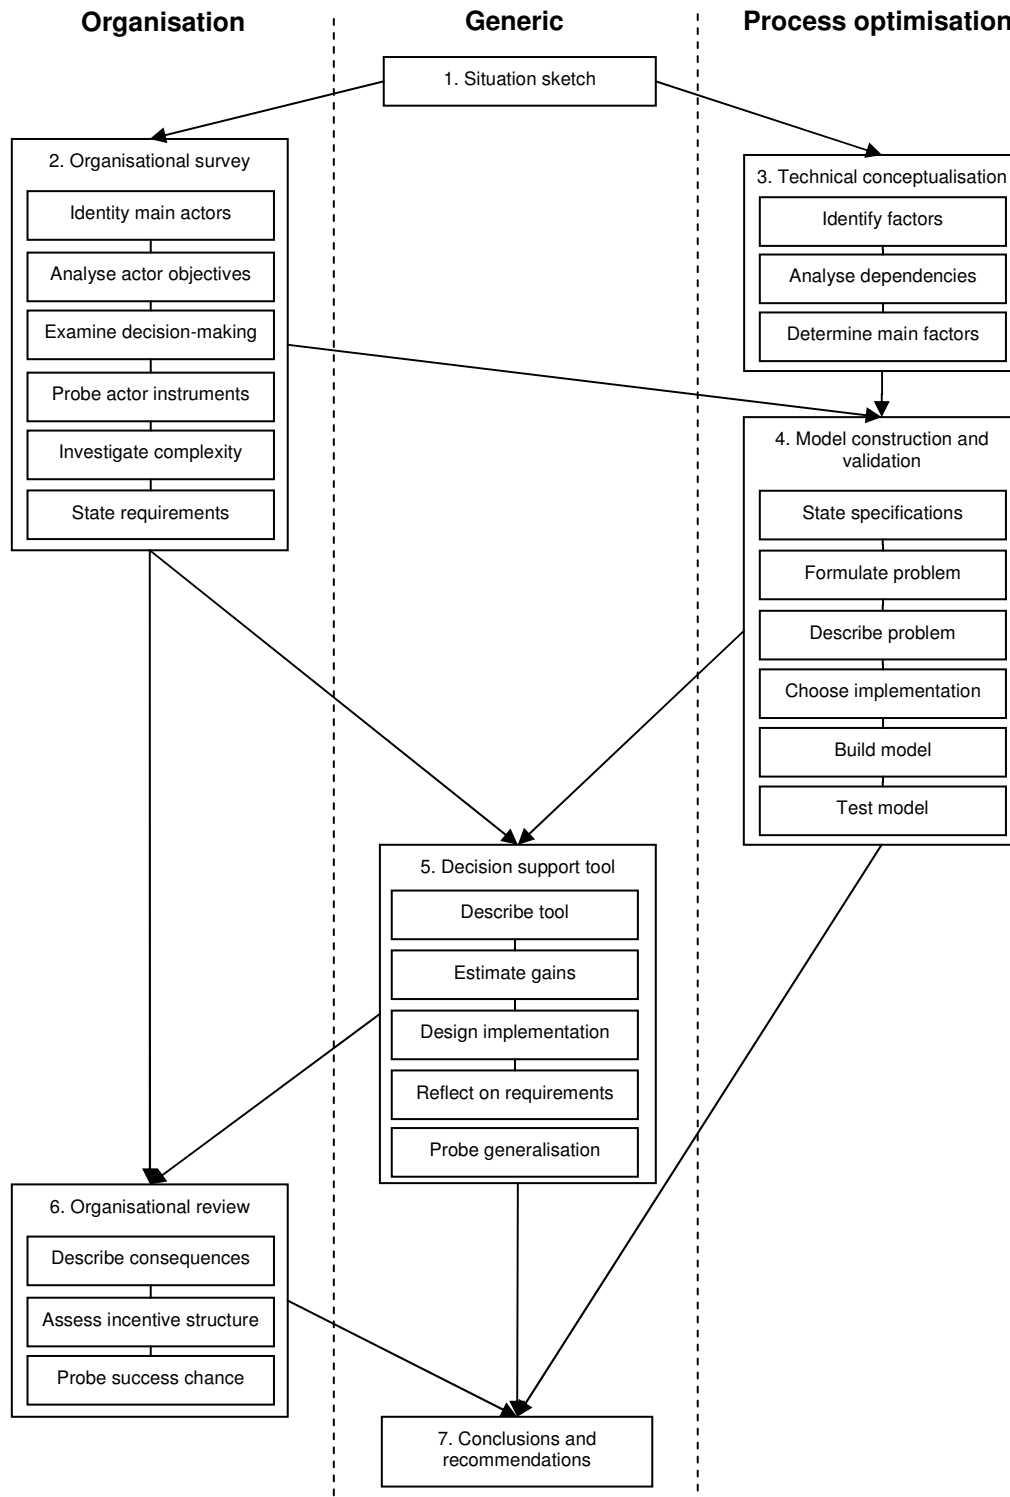 Organisation
Generic
Process optimisation
1. Situation sketch
2. Organisational survey
Identity main actors
Analyse actor objectives
Examine decision-making
Probe actor instruments
Investigate complexity
State requirements
3. Technical conceptualisation
Identify factors
Analyse dependencies
Determine main factors
4. Model construction and
validation
State specifications
Formulate problem
Describe problem
Choose implementation
Build model
Test model
5. Decision support tool
Describe tool
Estimate gains
Design implementation
Reflect on requirements
Probe generalisation
6. Organisational review
Describe consequences
Assess incentive structure
Probe success chance
7. Conclusions and
recommendations